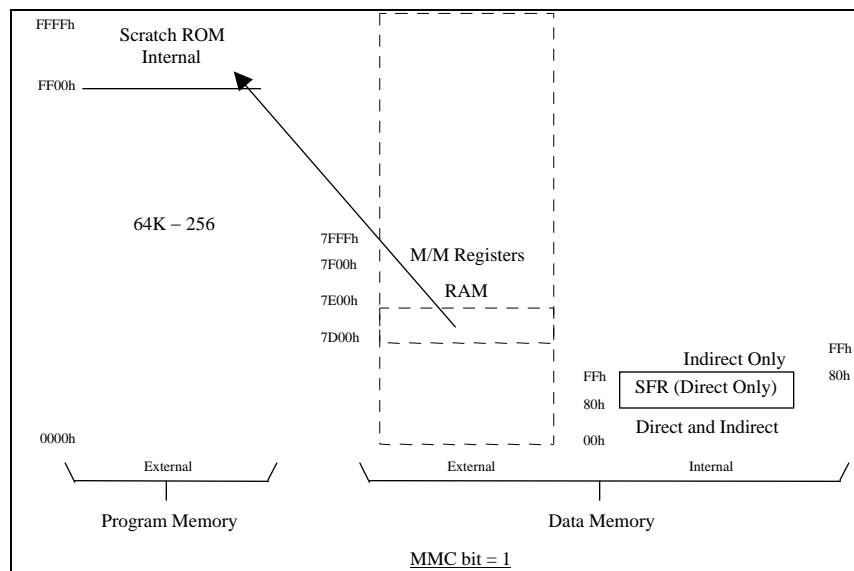 FFFFh
Scratch ROM
Internal
FF00h
64K – 256
0000h
External
Program Memory
7FFFh
M/M Registers
7F00h
RAM
7E00h
7D00h
Indirect Only
FFh
FFh
SFR (Direct Only)
80h
80h
Direct and Indirect
00h
External
Internal
Data Memory
MMC bit = 1